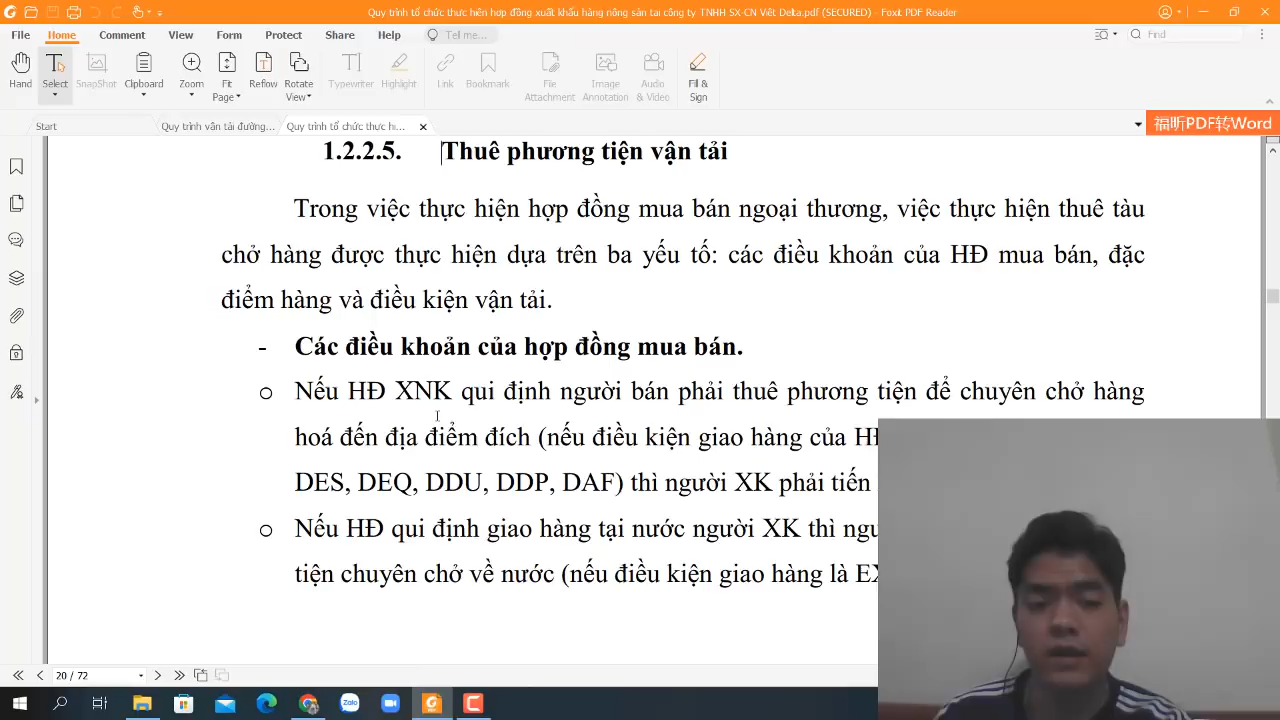 Quy trình tổ chức thực hiện hợp đồng xuất khẩu hàng nông sản tại công ty TNHH SX-CN Việt Delta.pdf (SECURED) - Foxit PDF Reader
File Home Comment View Form Protect Share Help Tell me... Find
Hand Select SnapShot Clipboard Zoom Fit Page Reflow Rotate View Typewriter Highlight Link Bookmark File Attachment Image Annotation Audio & Video Fill & Sign
Start Quy trình vận tải đường... Quy trình tổ chức thực hi... 福昕PDF转Word
1.2.2.5. Thuê phương tiện vận tải
Trong việc thực hiện hợp đồng mua bán ngoại thương, việc thực hiện thuê tàu
chở hàng được thực hiện dựa trên ba yếu tố: các điều khoản của HĐ mua bán, đặc
điểm hàng và điều kiện vận tải.
- Các điều khoản của hợp đồng mua bán.
o Nếu HĐ XNK qui định người bán phải thuê phương tiện để chuyên chở hàng
hoá đến địa điểm đích (nếu điều kiện giao hàng của
DES, DEQ, DDU, DDP, DAF) thì người XK phải tiến
o Nếu HĐ qui định giao hàng tại nước người XK thì
tiện chuyên chở về nước (nếu điều kiện giao hàng là
20 / 72
Zalo